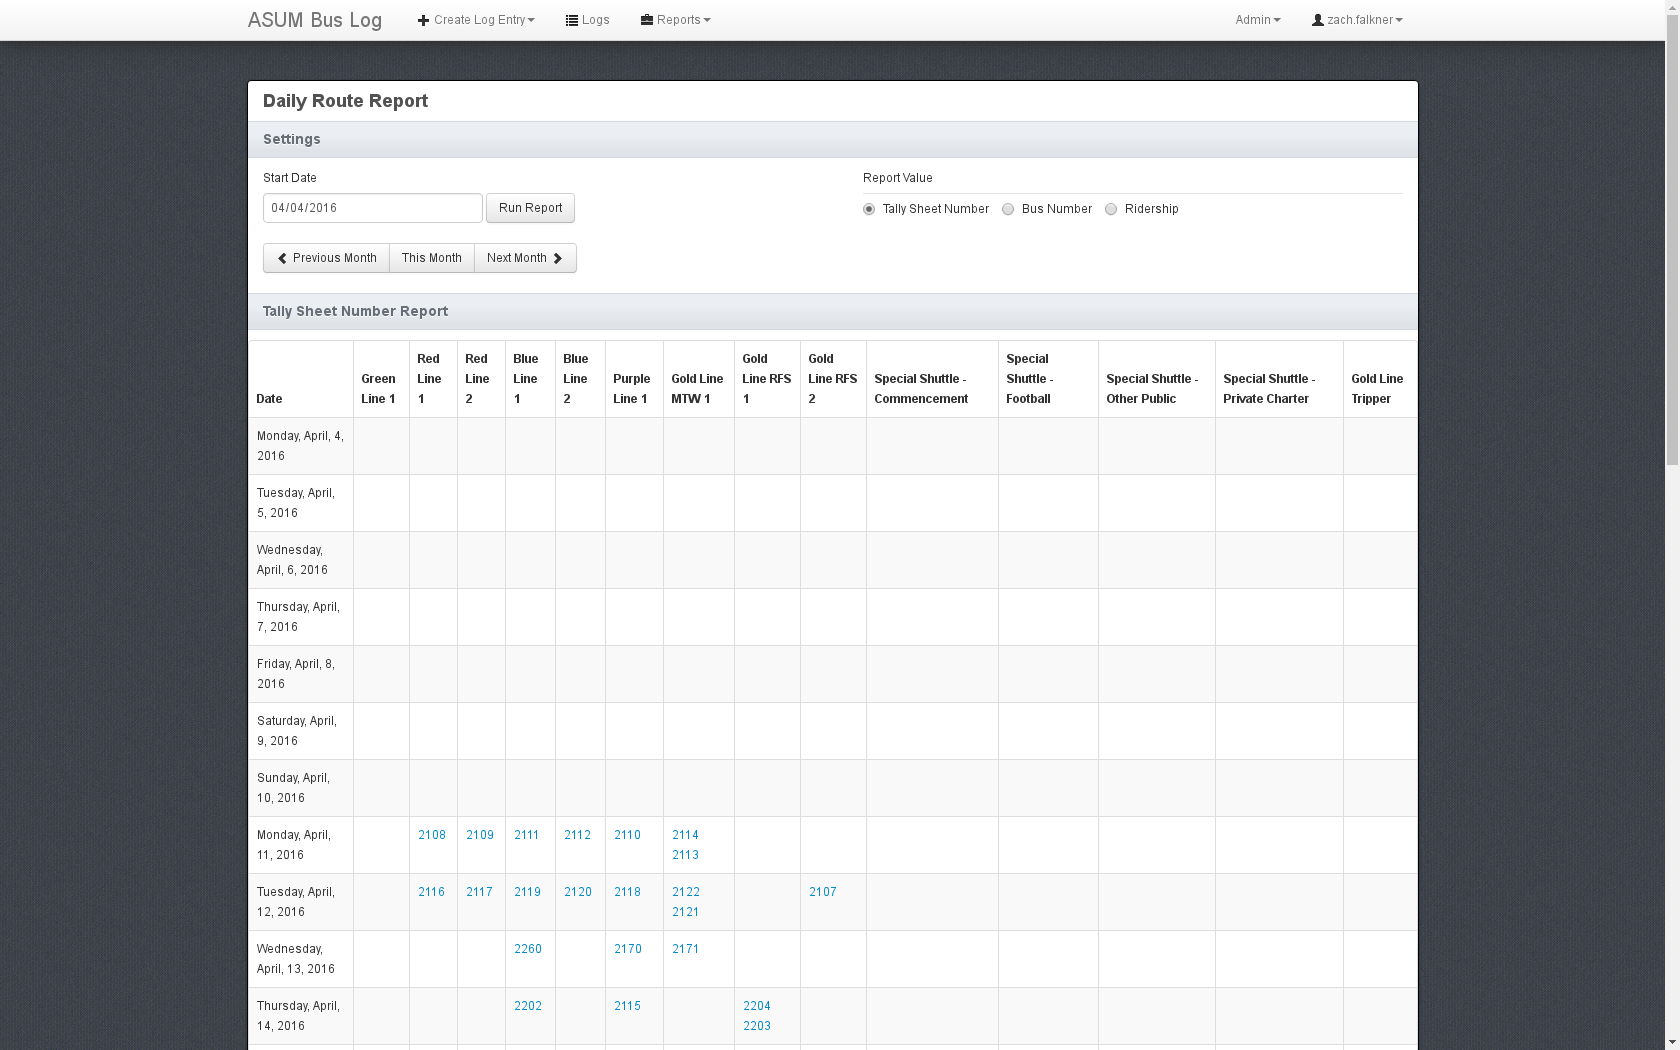 ASUM Bus Log Create Log Entry Logs Reports Admin zach.falkner
Daily Route Report
Settings
Start Date
04/04/2016 Run Report
Previous Month This Month Next Month
Report Value
Tally Sheet Number Bus Number Ridership
Tally Sheet Number Report
Date
Green
Line 1
Red
Line
1
Red
Line
2
Blue
Line
1
Blue
Line
2
Purple
Line 1
Gold Line
MTW 1
Gold
Line RFS
1
Gold
Line RFS
2
Special Shuttle -
Commencement
Special
Shuttle -
Football
Special Shuttle -
Other Public
Special Shuttle -
Private Charter
Gold Line
Tripper
Monday, April, 4,
2016
Tuesday, April,
5, 2016
Wednesday,
April, 6, 2016
Thursday, April,
7, 2016
Friday, April, 8,
2016
Saturday, April,
9, 2016
Sunday, April,
10, 2016
Monday, April, 2108 2109 2111 2112 2110 2114
11, 2016 2113
Tuesday, April, 2116 2117 2119 2120 2118 2122 2107
12, 2016 2121
Wednesday, 2260 2170 2171
April, 13, 2016
Thursday, April, 2202 2115 2204
14, 2016 2203